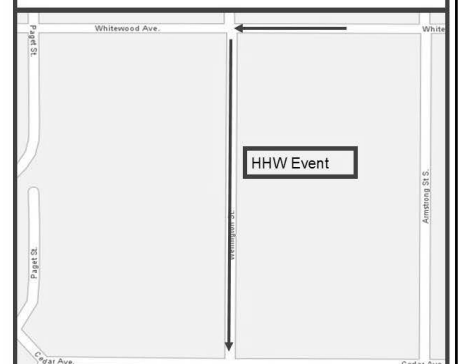 Whitewood Ave.
White
Paget St.
HHW Event
Wellington St.
Armstrong St S.
Paget St.
Cedar Ave.
Cedar Ave.